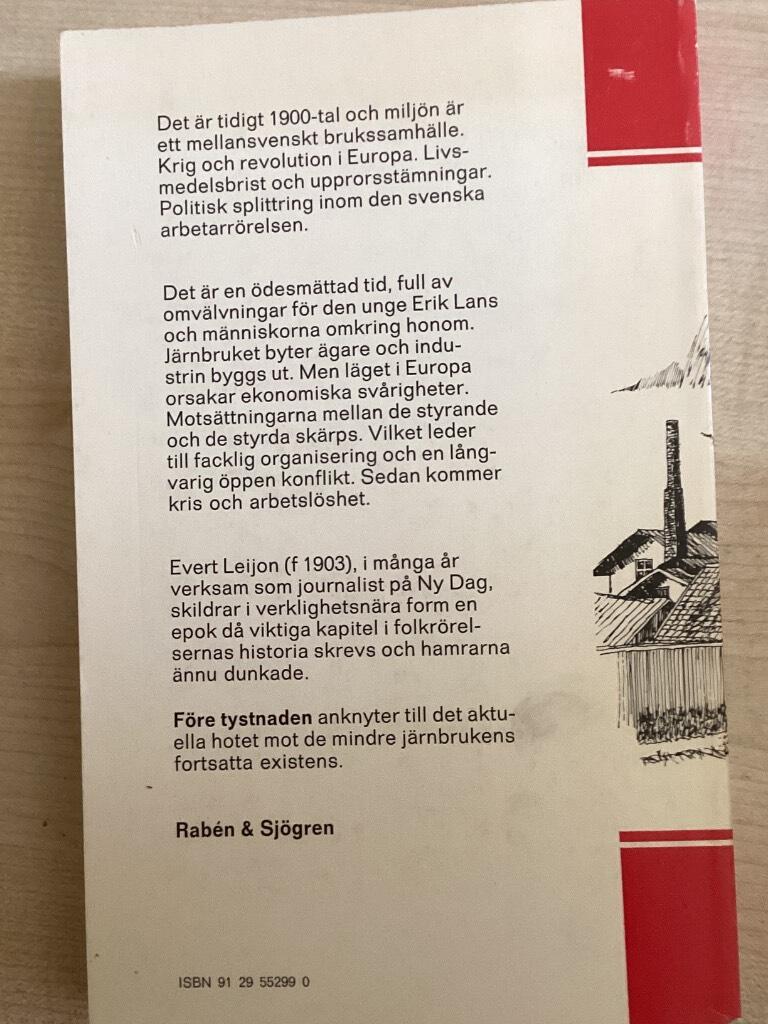 Det är tidigt 1900-tal och miljön är
ett mellansvenskt brukssamhälle.
Krig och revolution i Europa. Livs-
medelsbrist och upprorsstämningar.
Politisk splittring inom den svenska
arbetarrörelsen.
Det är en ödesmättad tid, full av
omvälvningar för den unge Erik Lans
och människorna omkring honom.
Järnbruket byter ägare och indu-
strin byggs ut. Men läget i Europa
orsakar ekonomiska svårigheter.
Motsättningarna mellan de styrande
och de styrda skärps. Vilket leder
till facklig organisering och en lång-
varig öppen konflikt. Sedan kommer
kris och arbetslöshet.
Evert Leijon (f 1903), i många år
verksam som journalist på Ny Dag,
skildrar i verklighetsnära form en
epok då viktiga kapitel i folkrörel-
sernas historia skrevs och hamrarna
ännu dunkade.
Före tystnaden anknyter till det aktu-
ella hotet mot de mindre järnbrukens
fortsatta existens.
Rabén & Sjögren
ISBN 91 29 55299 0